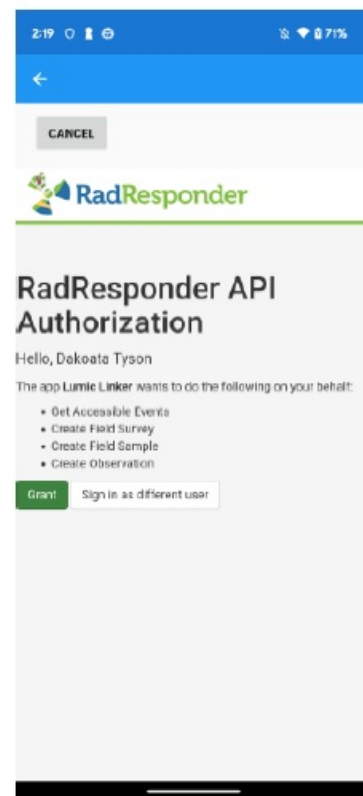 2:19
71%
CANCEL
RadResponder
RadResponder API
Authorization
Hello, Dakoata Tyson
The app Lumic Linker wants to do the following on your behalf:
Get Accessible Events
Create Field Survey
Create Field Sample
Create Observation
Grant
Sign in as different user